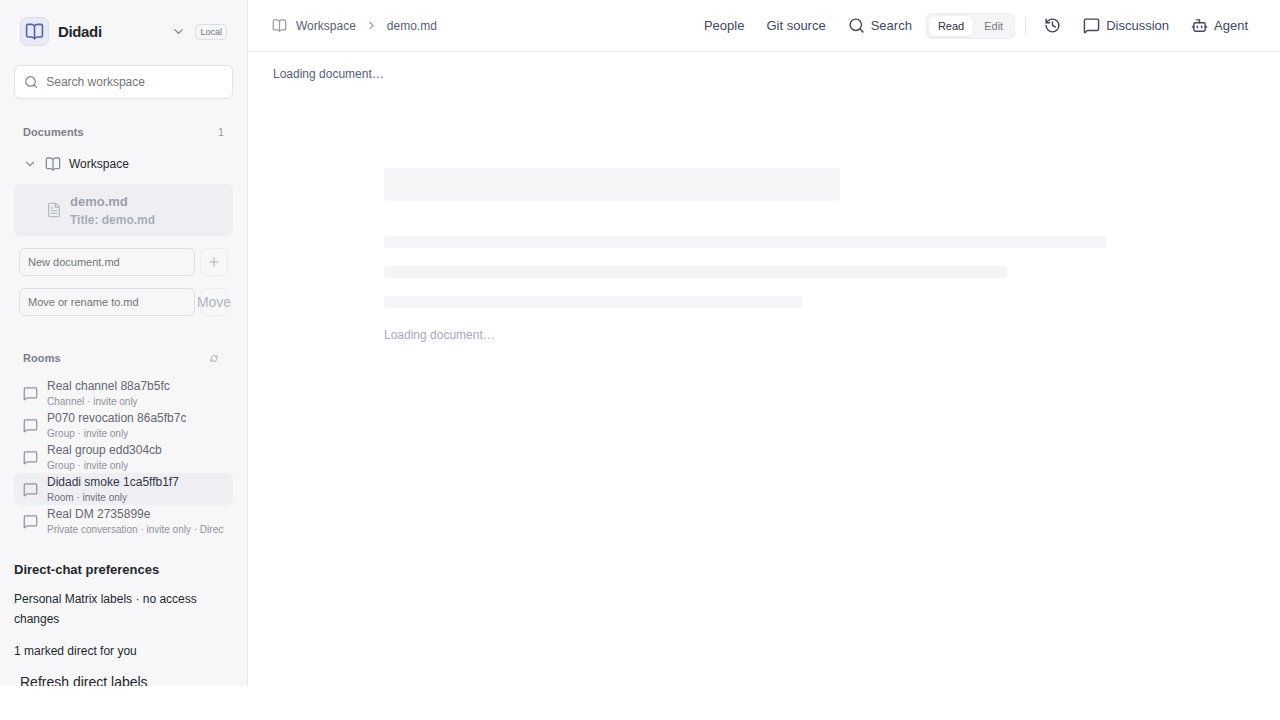 Didadi
Local
Search workspace
Documents
1
Workspace
demo.md
Title: demo.md
New document.md
Move or rename to.md
Move
Rooms
Real channel 88a7b5fc
Channel · invite only
P070 revocation 86a5fb7c
Group · invite only
Real group edd304cb
Group · invite only
Didadi smoke 1ca5ffb1f7
Room · invite only
Real DM 2735899e
Private conversation · invite only · Direc
Direct-chat preferences
Personal Matrix labels · no access
changes
1 marked direct for you
Refresh direct labels
Workspace
demo.md
People
Git source
Search
Read
Edit
Discussion
Agent
Loading document…
Loading document…